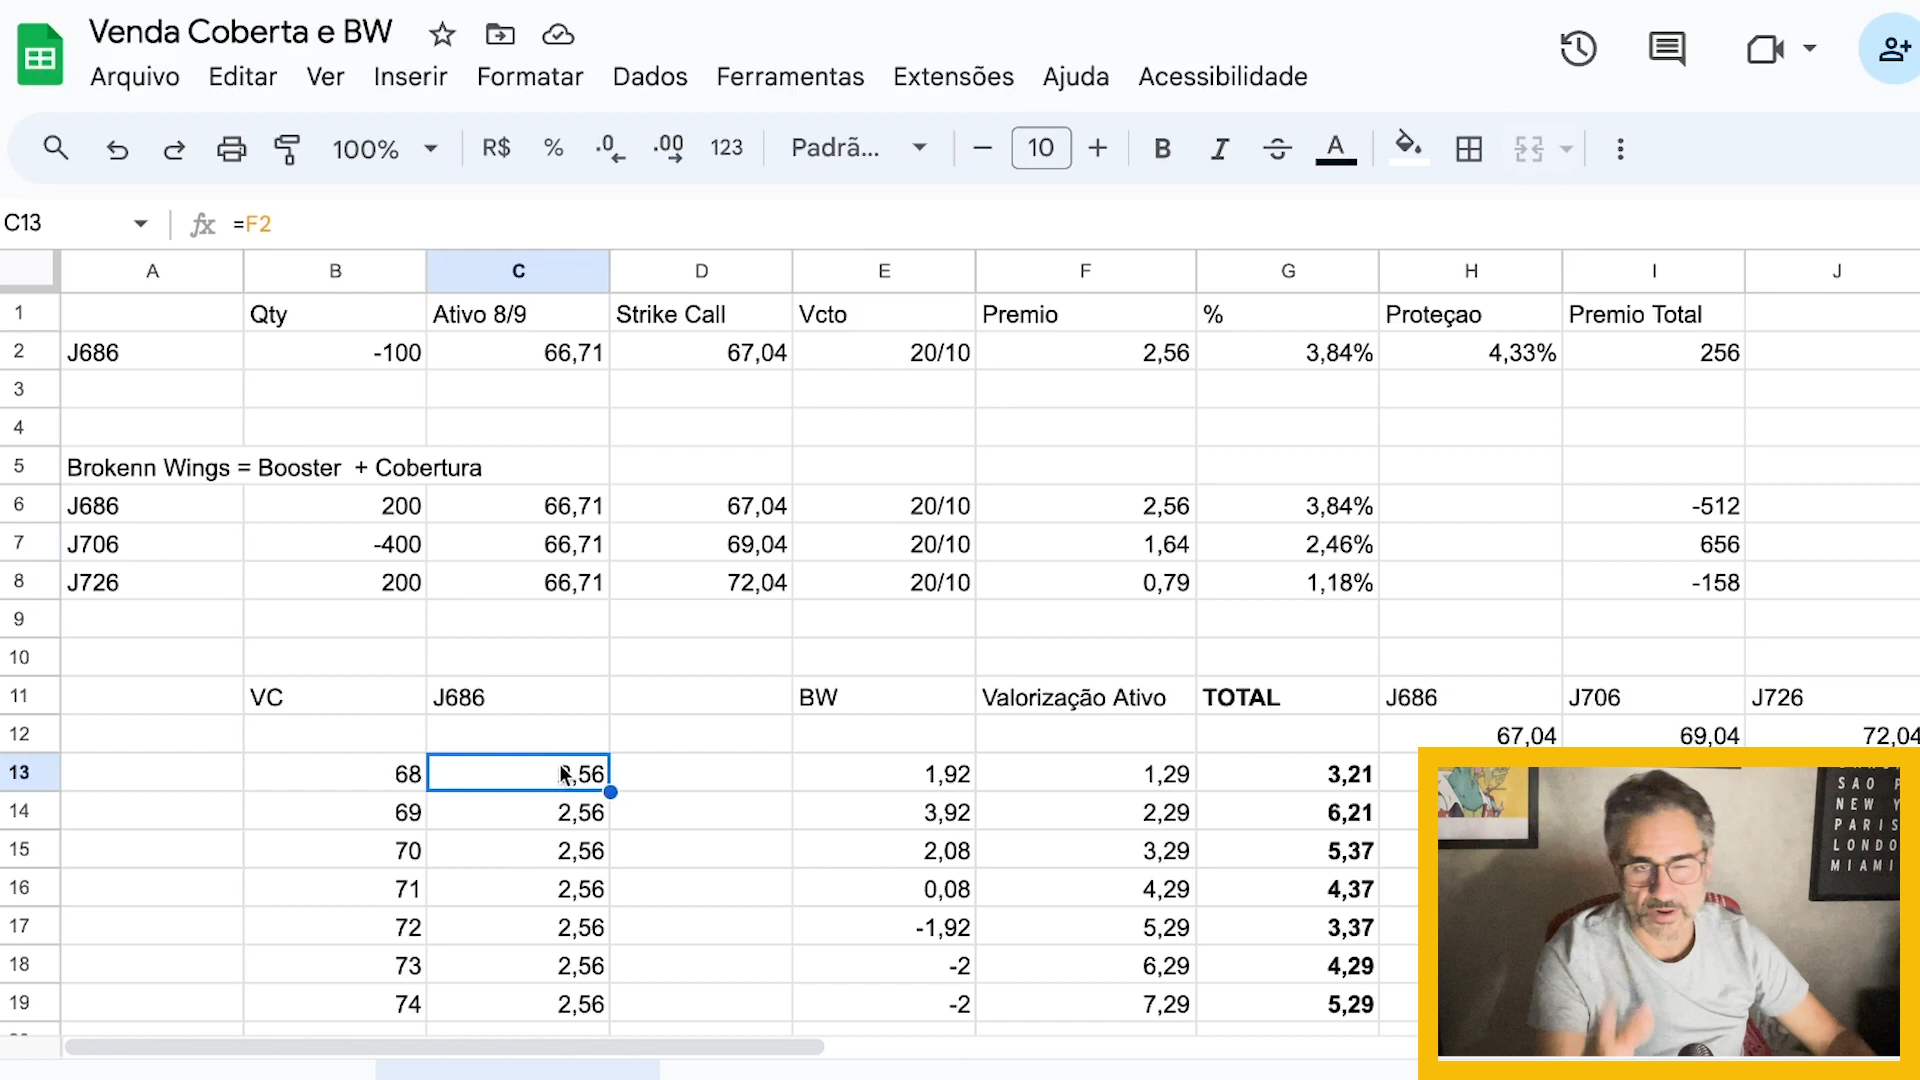 Venda Coberta e BW
Arquivo Editar Ver Inserir Formatar Dados Ferramentas Extensões Ajuda Acessibilidade
100% R$ % .0 .00 123 Padrã... 10 B I S A
C13 fx =F2
A B C D E F G H I J
1 Qty Ativo 8/9 Strike Call Vcto Premio % Proteçao Premio Total
2 J686 -100 66,71 67,04 20/10 2,56 3,84% 4,33% 256
3
4
5 Brokenn Wings = Booster + Cobertura
6 J686 200 66,71 67,04 20/10 2,56 3,84% -512
7 J706 -400 66,71 69,04 20/10 1,64 2,46% 656
8 J726 200 66,71 72,04 20/10 0,79 1,18% -158
9
10
11 VC J686 BW Valorização Ativo TOTAL J686 J706 J726
12 67,04 69,04 72,04
13 68 ,56 1,92 1,29 3,21
14 69 2,56 3,92 2,29 6,21
15 70 2,56 2,08 3,29 5,37
16 71 2,56 0,08 4,29 4,37
17 72 2,56 -1,92 5,29 3,37
18 73 2,56 -2 6,29 4,29
19 74 2,56 -2 7,29 5,29
SAO P
NEW Y
PARIS
LONDO
MIAMI